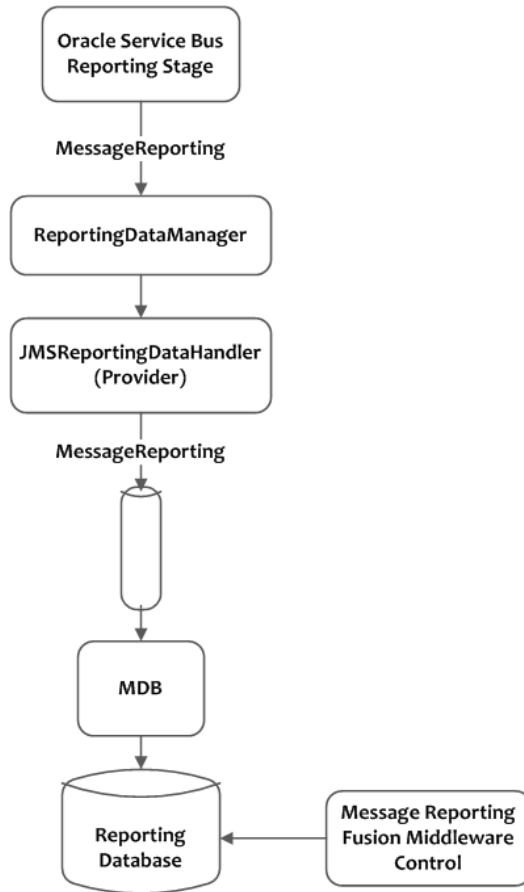 Oracle Service Bus
Reporting Stage
MessageReporting
ReportingDataManager
JMSReportingDataHandler
(Provider)
MessageReporting
MDB
Reporting
Database
Message Reporting
Fusion Middleware
Control